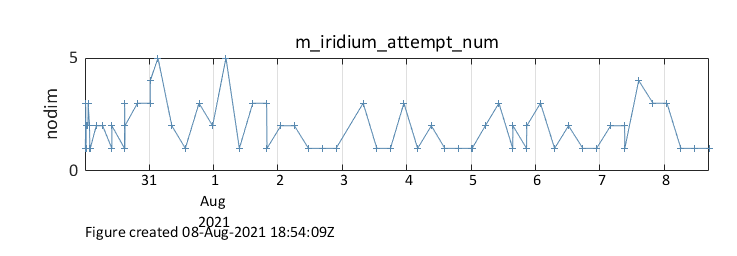 m_iridium_attempt_num
5
nodim
0
31 1 2 3 4 5 6 7 8
Aug
2021
Figure created 08-Aug-2021 18:54:09Z